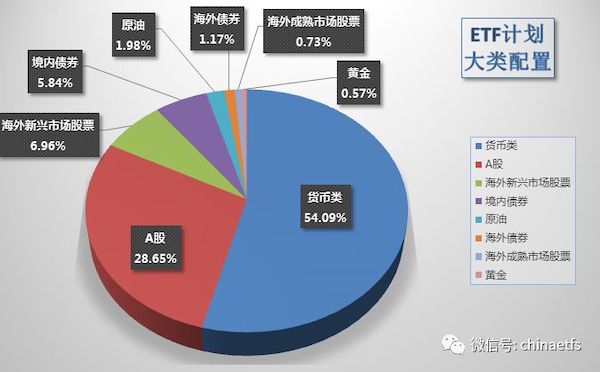 ETF计划
大类配置
原油
1.98%
海外债券
1.17%
海外成熟市场股票
0.73%
境内债券
5.84%
黄金
0.57%
海外新兴市场股票
6.96%
货币类
54.09%
A股
28.65%
货币类
A股
海外新兴市场股票
境内债券
原油
海外债券
海外成熟市场股票
黄金
微信号: chinaetfs